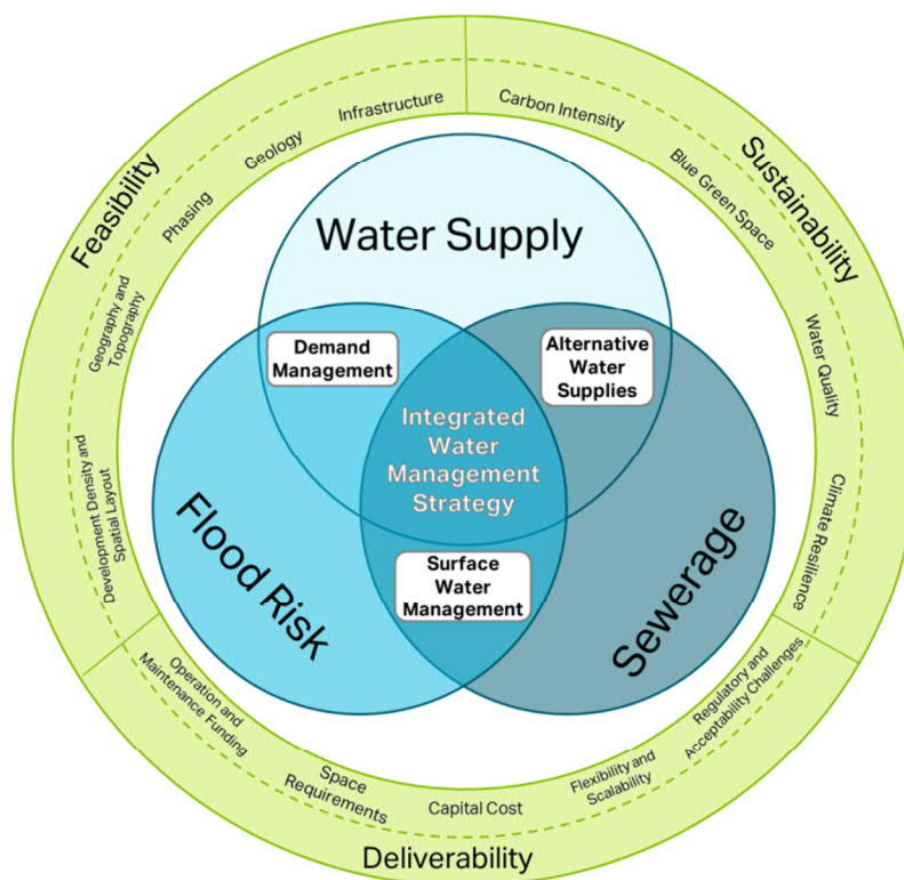 Feasibility
Development Density and
Spatial Layout
Geography and
Topography
Phasing
Geology
Infrastructure
Sustainability
Carbon Intensity
Blue Green Space
Water Quality
Climate Resilience
Water Supply
Demand
Management
Alternative
Water
Supplies
Integrated
Water
Management
Strategy
Flood Risk
Surface
Water
Management
Sewerage
Operation and
Maintenance Funding
Space
Requirements
Capital Cost
Flexibility and
Scalability
Regulatory and
Acceptability Challenges
Deliverability